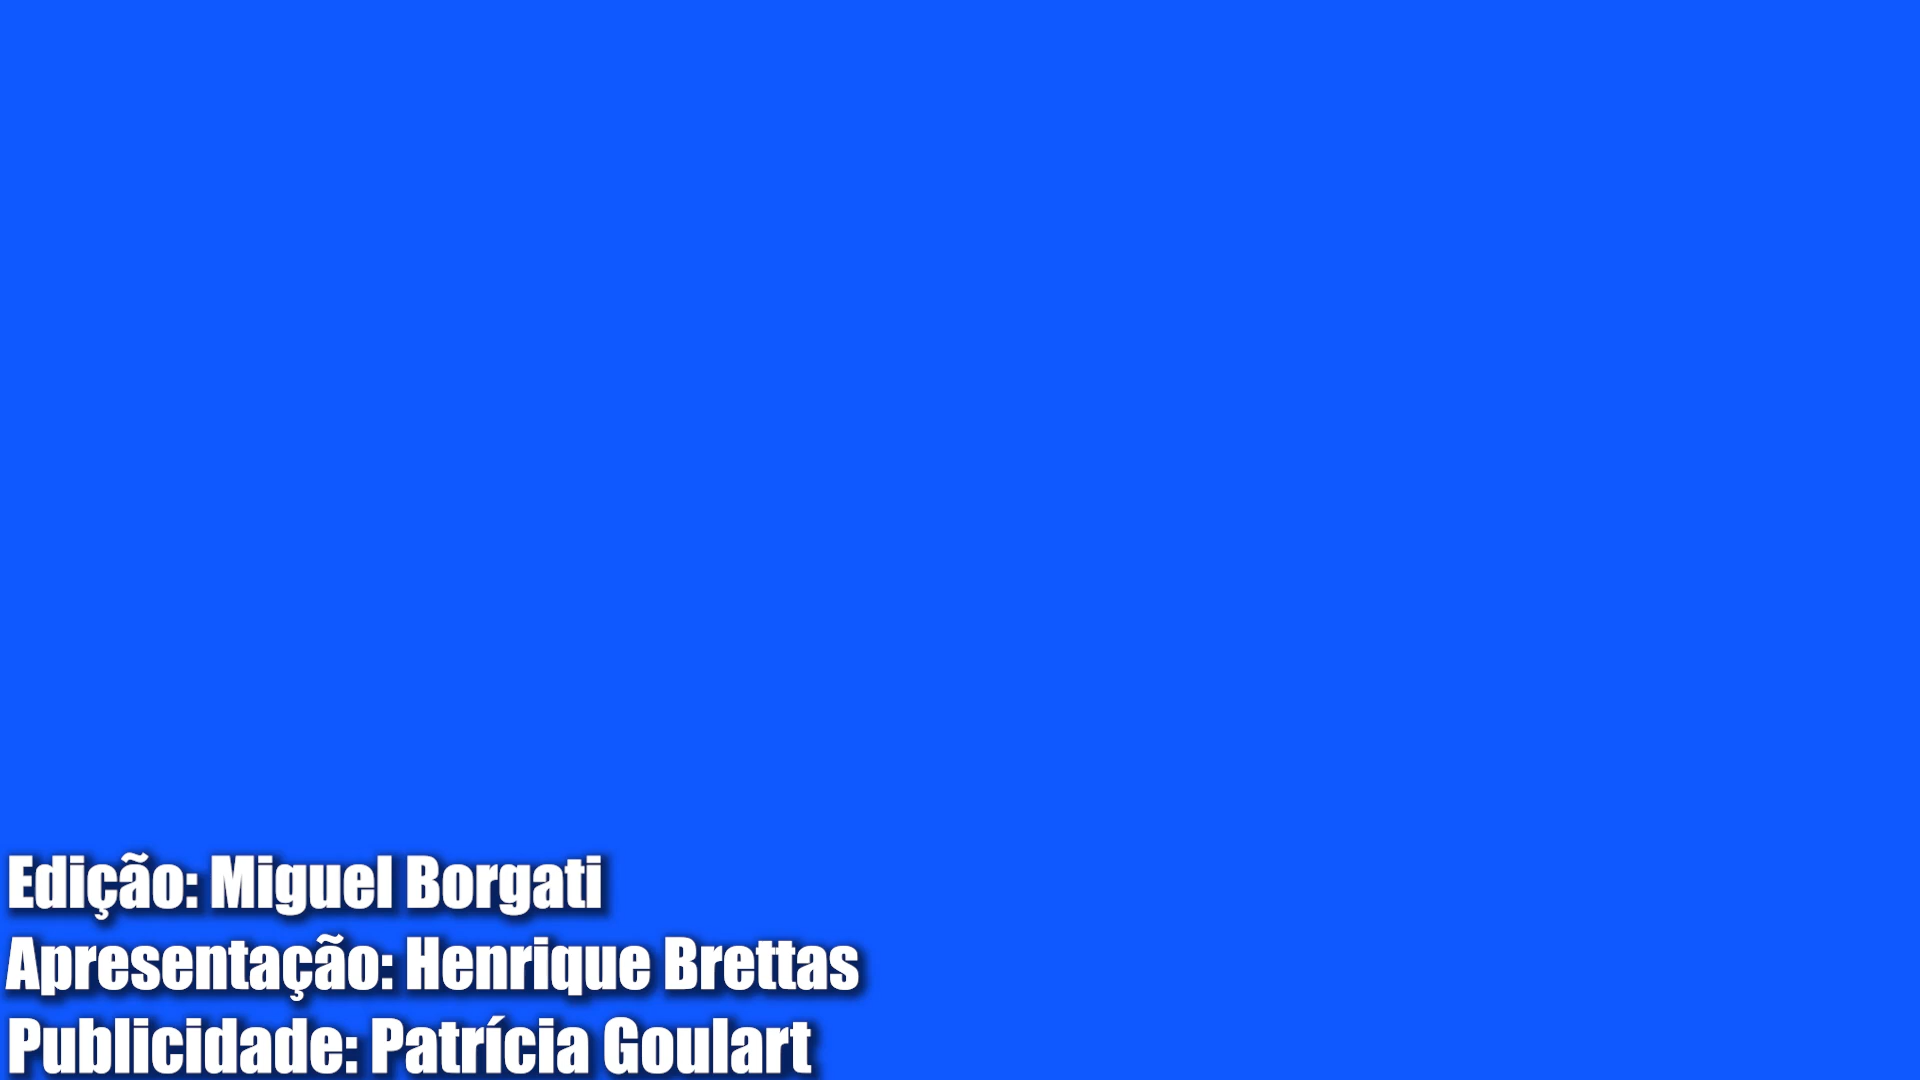 Edição: Miguel Borgati
Apresentação: Henrique Brettas
Publicidade: Patrícia Goulart